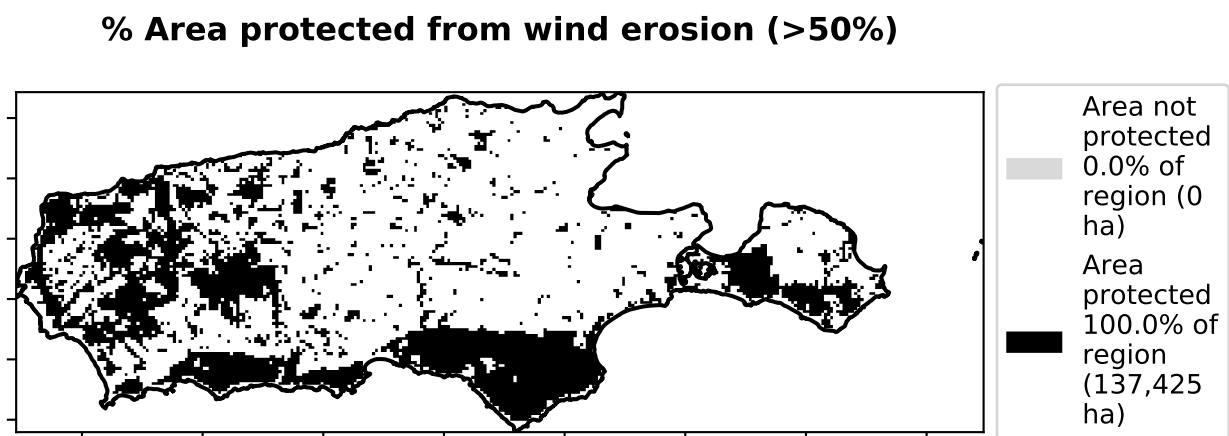 % Area protected from wind erosion (>50%)
Area not
protected
0.0% of
region (0
ha)
Area
protected
100.0% of
region
(137,425
ha)